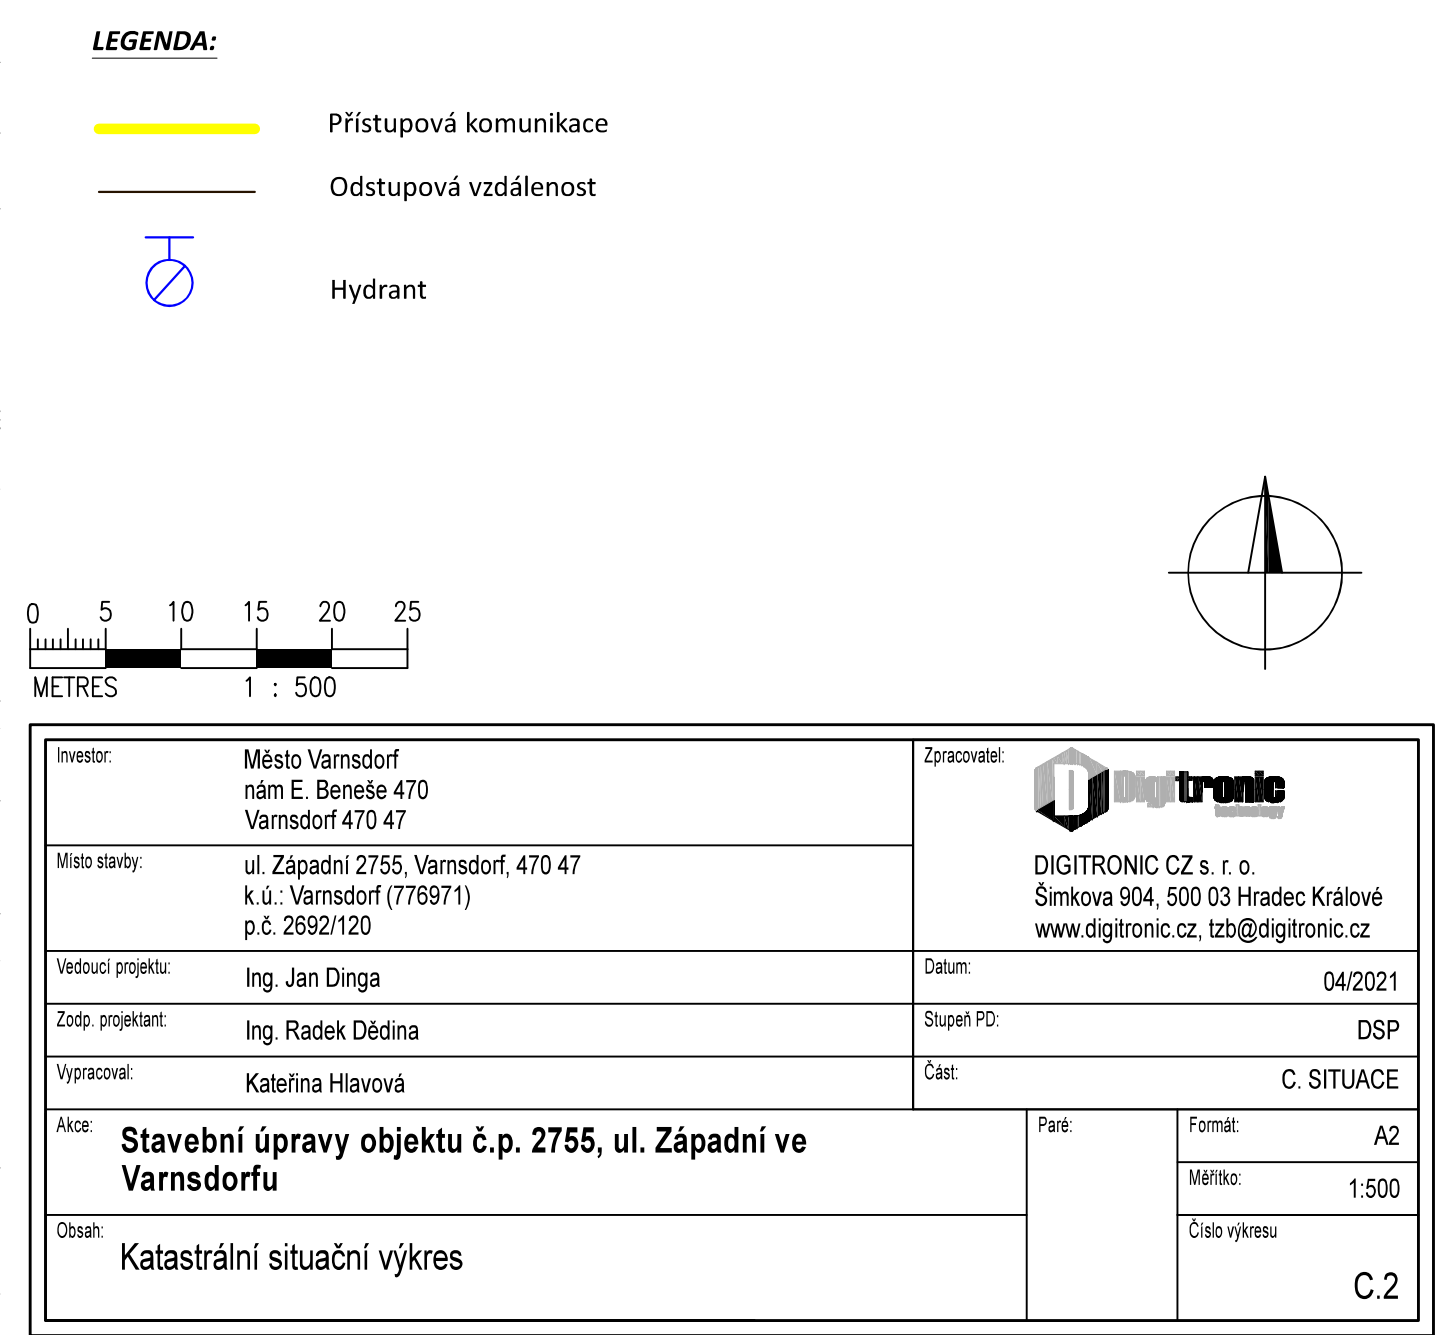 LEGENDA:
Přístupová komunikace
Odstupová vzdálenost
Hydrant
0 5 10 15 20 25
METRES 1 : 500
Investor:
Město Varnsdorf
nám E. Beneše 470
Varnsdorf 470 47
Zpracovatel:
Digitronic
technology
DIGITRONIC CZ s. r. o.
Šimkova 904, 500 03 Hradec Králové
www.digitronic.cz, tzb@digitronic.cz
Místo stavby:
ul. Západní 2755, Varnsdorf, 470 47
k.ú.: Varnsdorf (776971)
p.č. 2692/120
Vedoucí projektu: Ing. Jan Dinga
Datum: 04/2021
Zodp. projektant: Ing. Radek Dědina
Stupeň PD: DSP
Vypracoval: Kateřina Hlavová
Část: C. SITUACE
Akce:
Stavební úpravy objektu č.p. 2755, ul. Západní ve
Varnsdorfu
Paré:
Formát: A2
Měřítko: 1:500
Obsah:
Katastrální situační výkres
Číslo výkresu
C.2